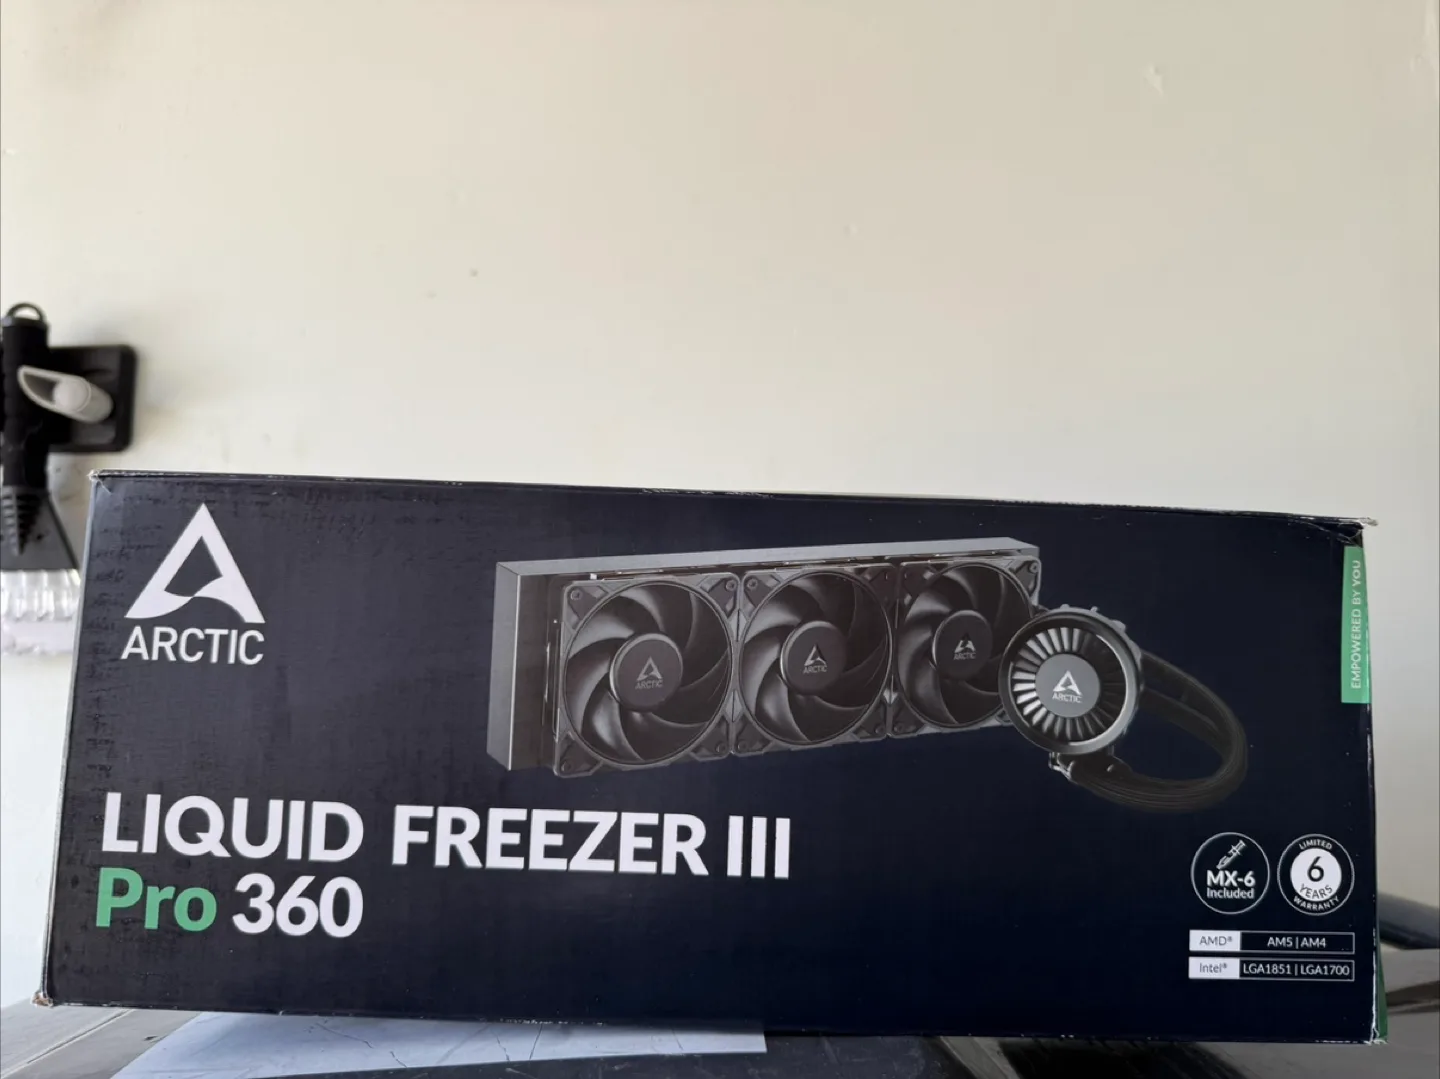 ARCTIC
ARCTIC
ARCTIC
ARCTIC
ARCTIC
EMPOWERED BY YOU
LIQUID FREEZER III
Pro 360
MX-6
Included
LIMITED
6
YEARS
WARRANTY
AMD® AM5 | AM4
Intel® LGA1851 | LGA1700